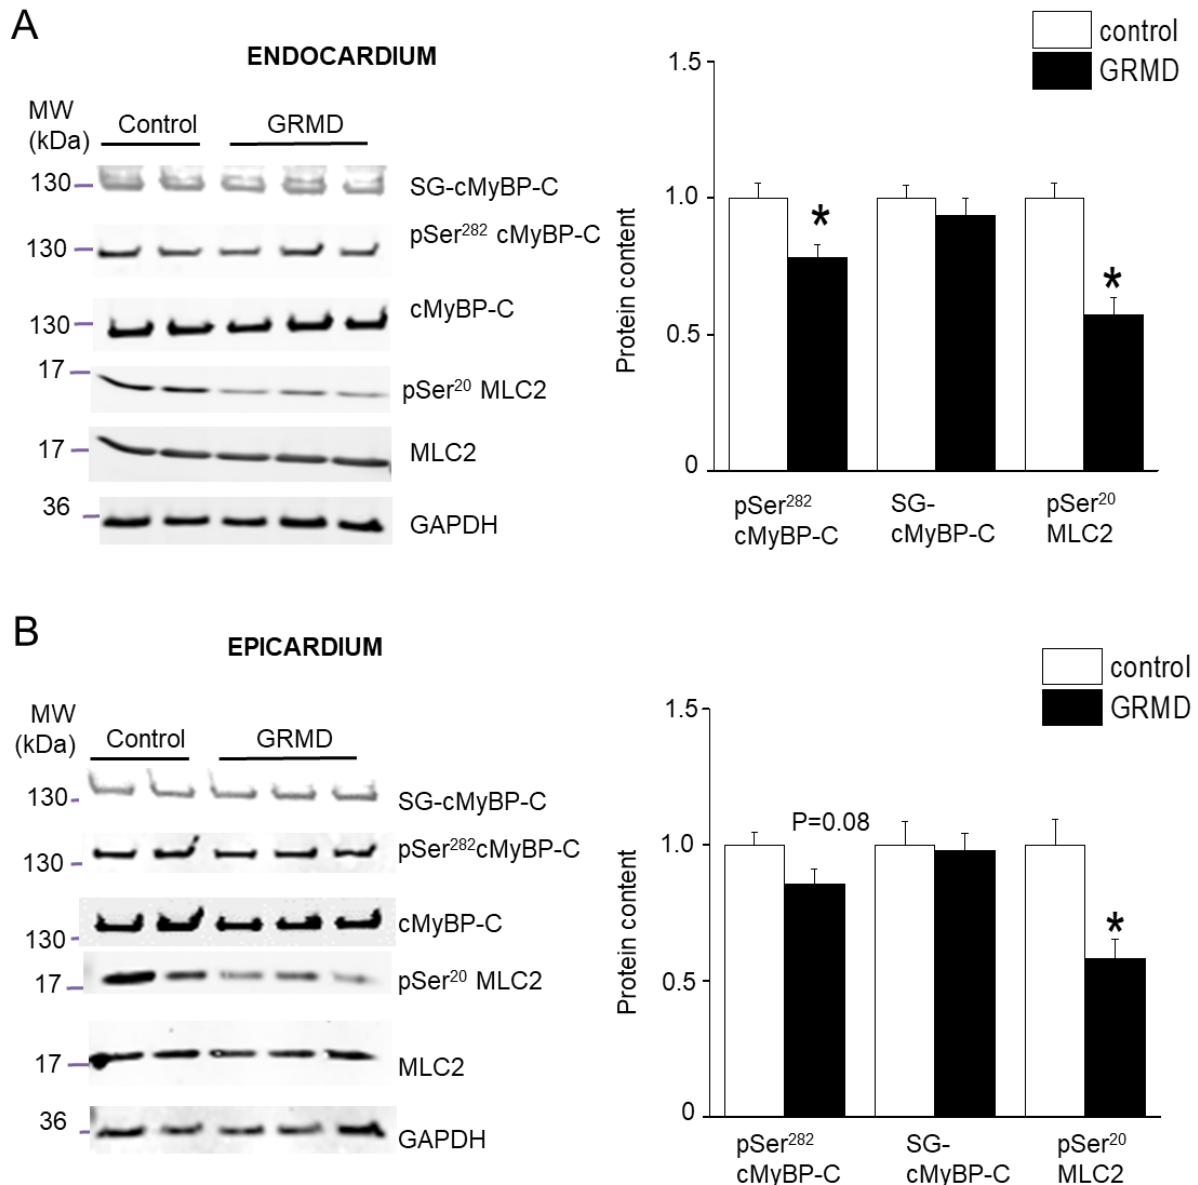 A
ENDOCARDIUM
MW
(kDa)
Control
GRMD
130
SG-cMyBP-C
130
pSer²⁸² cMyBP-C
130
cMyBP-C
17
pSer²⁰ MLC2
17
MLC2
36
GAPDH
control
GRMD
Protein content
1.5
1.0
0.5
0
*
*
pSer²⁸²
cMyBP-C
SG-
cMyBP-C
pSer²⁰
MLC2
B
EPICARDIUM
MW
(kDa)
Control
GRMD
130
SG-cMyBP-C
130
pSer²⁸²cMyBP-C
130
cMyBP-C
17
pSer²⁰ MLC2
17
MLC2
36
GAPDH
control
GRMD
Protein content
1.5
1.0
0.5
0
P=0.08
*
pSer²⁸²
cMyBP-C
SG-
cMyBP-C
pSer²⁰
MLC2